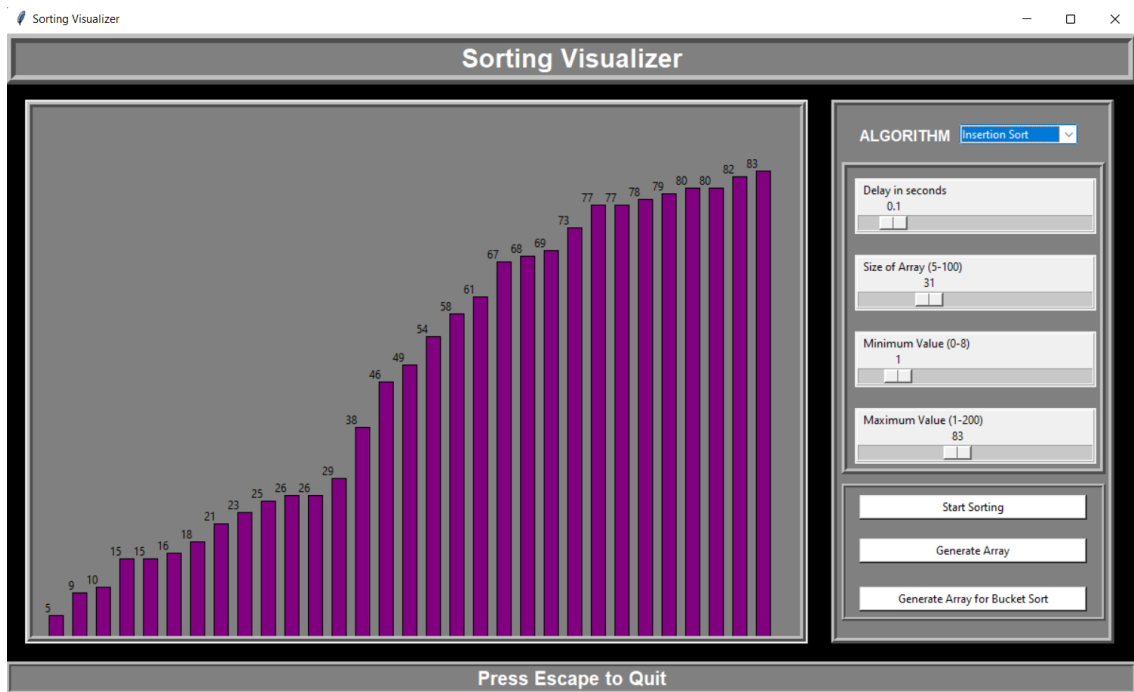 Sorting Visualizer
Sorting Visualizer
ALGORITHM Insertion Sort
Delay in seconds
0.1
Size of Array (5-100)
31
Minimum Value (0-8)
1
Maximum Value (1-200)
83
Start Sorting
Generate Array
Generate Array for Bucket Sort
5 9 10 15 15 16 18 21 23 25 26 26 29 38 46 49 54 58 61 67 68 69 73 77 77 78 79 80 80 82 83
Press Escape to Quit